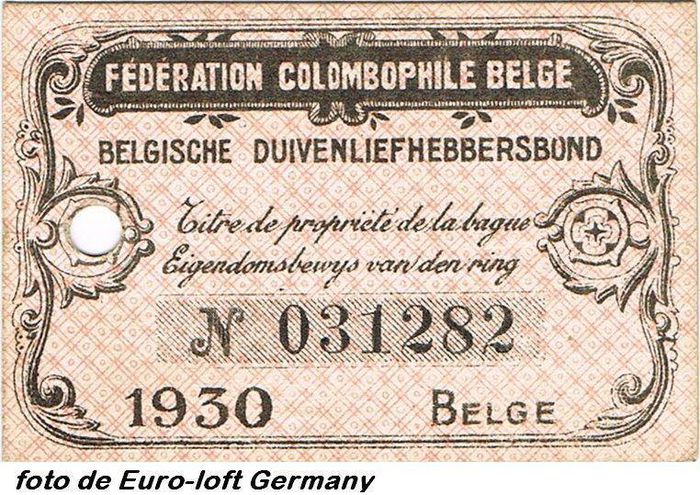 FÉDÉRATION COLOMBOPHILE BELGE
BELGISCHE DUIVENLIEFHEBBERSBOND
Titre de propriété de la bague
Eigendomsbewys van den ring
N 031282
1930 BELGE
foto de Euro-loft Germany